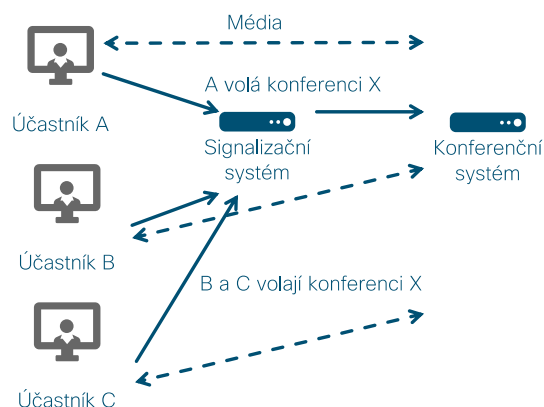 Média
A volá konferenci X
Účastník A
Signalizační
systém
Konferenční
systém
Účastník B
B a C volají konferenci X
Účastník C